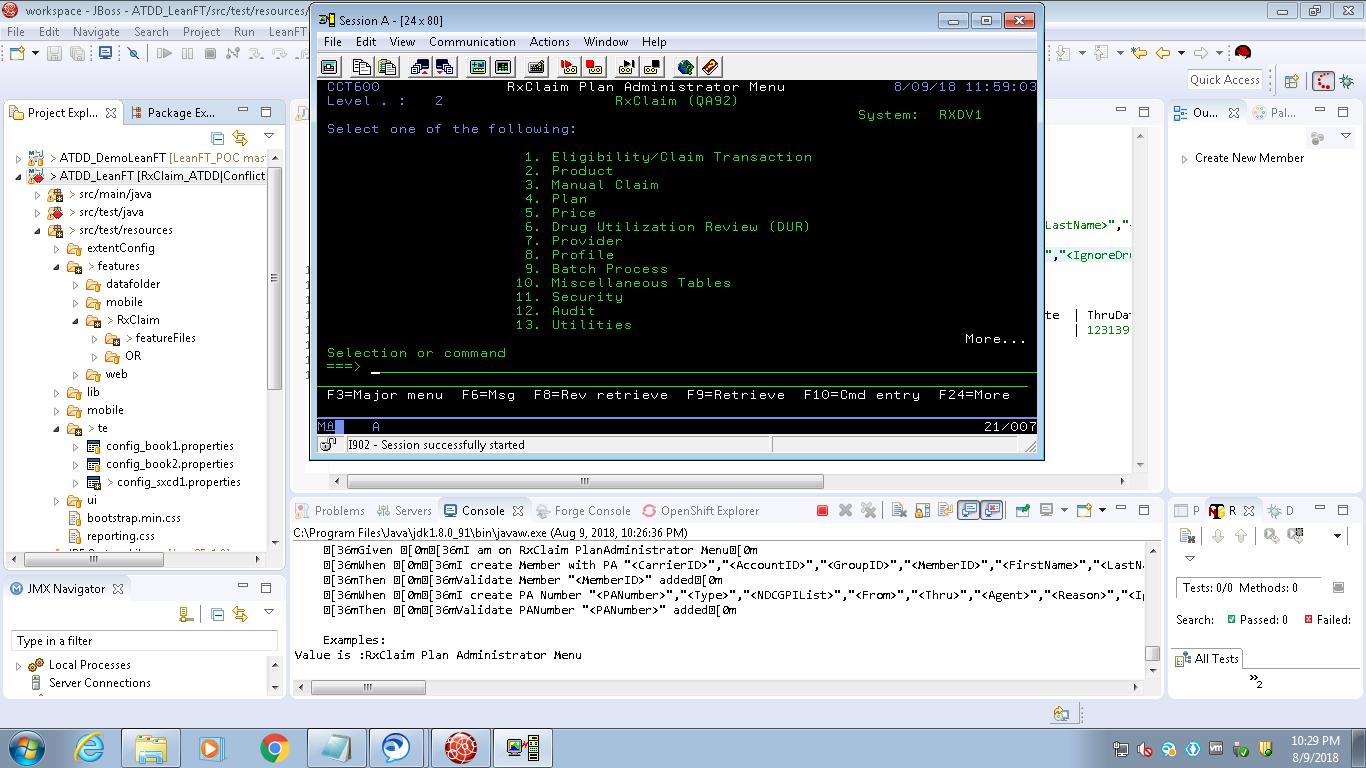 workspace - JBoss - ATDD_LeanFT/src/test/resources/
File Edit Navigate Search Project Run LeanFT
Quick Access
Project Expl...
Package Ex...
> ATDD_DemoLeanFT [LeanFT_POC mas
> ATDD_LeanFT [RxClaim_ATDD|Conflict
> src/main/java
> src/test/java
> src/test/resources
extentConfig
> features
datafolder
mobile
> RxClaim
> featureFiles
OR
> web
lib
mobile
> te
config_book1.properties
config_book2.properties
> config_sxcd1.properties
ui
bootstrap.min.css
reporting.css
JMX Navigator
Type in a filter
Local Processes
Server Connections
Session A - [24 x 80]
File Edit View Communication Actions Window Help
CCT600 RxClaim Plan Administrator Menu 8/09/18 11:59:03
Level . : 2 RxClaim (QA92)
System: RXDV1
Select one of the following:
1. Eligibility/Claim Transaction
2. Product
3. Manual Claim
4. Plan
5. Price
6. Drug Utilization Review (DUR)
7. Provider
8. Profile
9. Batch Process
10. Miscellaneous Tables
11. Security
12. Audit
13. Utilities
More...
Selection or command
===>
F3=Major menu F6=Msg F8=Rev retrieve F9=Retrieve F10=Cmd entry F24=More
MA A 21/007
I902 - Session successfully started
LastName>","
","<IgnoreDru
te | ThruDat
| 123139
Ou...
Pal...
Create New Member
Problems Servers Console Forge Console OpenShift Explorer
C:\Program Files\Java\jdk1.8.0_91\bin\javaw.exe (Aug 9, 2018, 10:26:36 PM)
[36mGiven [0m[36mI am on RxClaim PlanAdministrator Menu[0m
[36mWhen [0m[36mI create Member with PA "<CarrierID>","<AccountID>","<GroupID>","<MemberID>","<FirstName>","<LastN
[36mThen [0m[36mValidate Member "<MemberID>" added[0m
[36mWhen [0m[36mI create PA Number "<PANumber>","<Type>","<NDCGPIList>","<From>","<Thru>","<Agent>","<Reason>","<Ig
[36mThen [0m[36mValidate PANumber "<PANumber>" added[0m
Examples:
Value is :RxClaim Plan Administrator Menu
P R D
Tests: 0/0 Methods: 0
Search: Passed: 0 Failed:
All Tests
»2
10:29 PM
8/9/2018